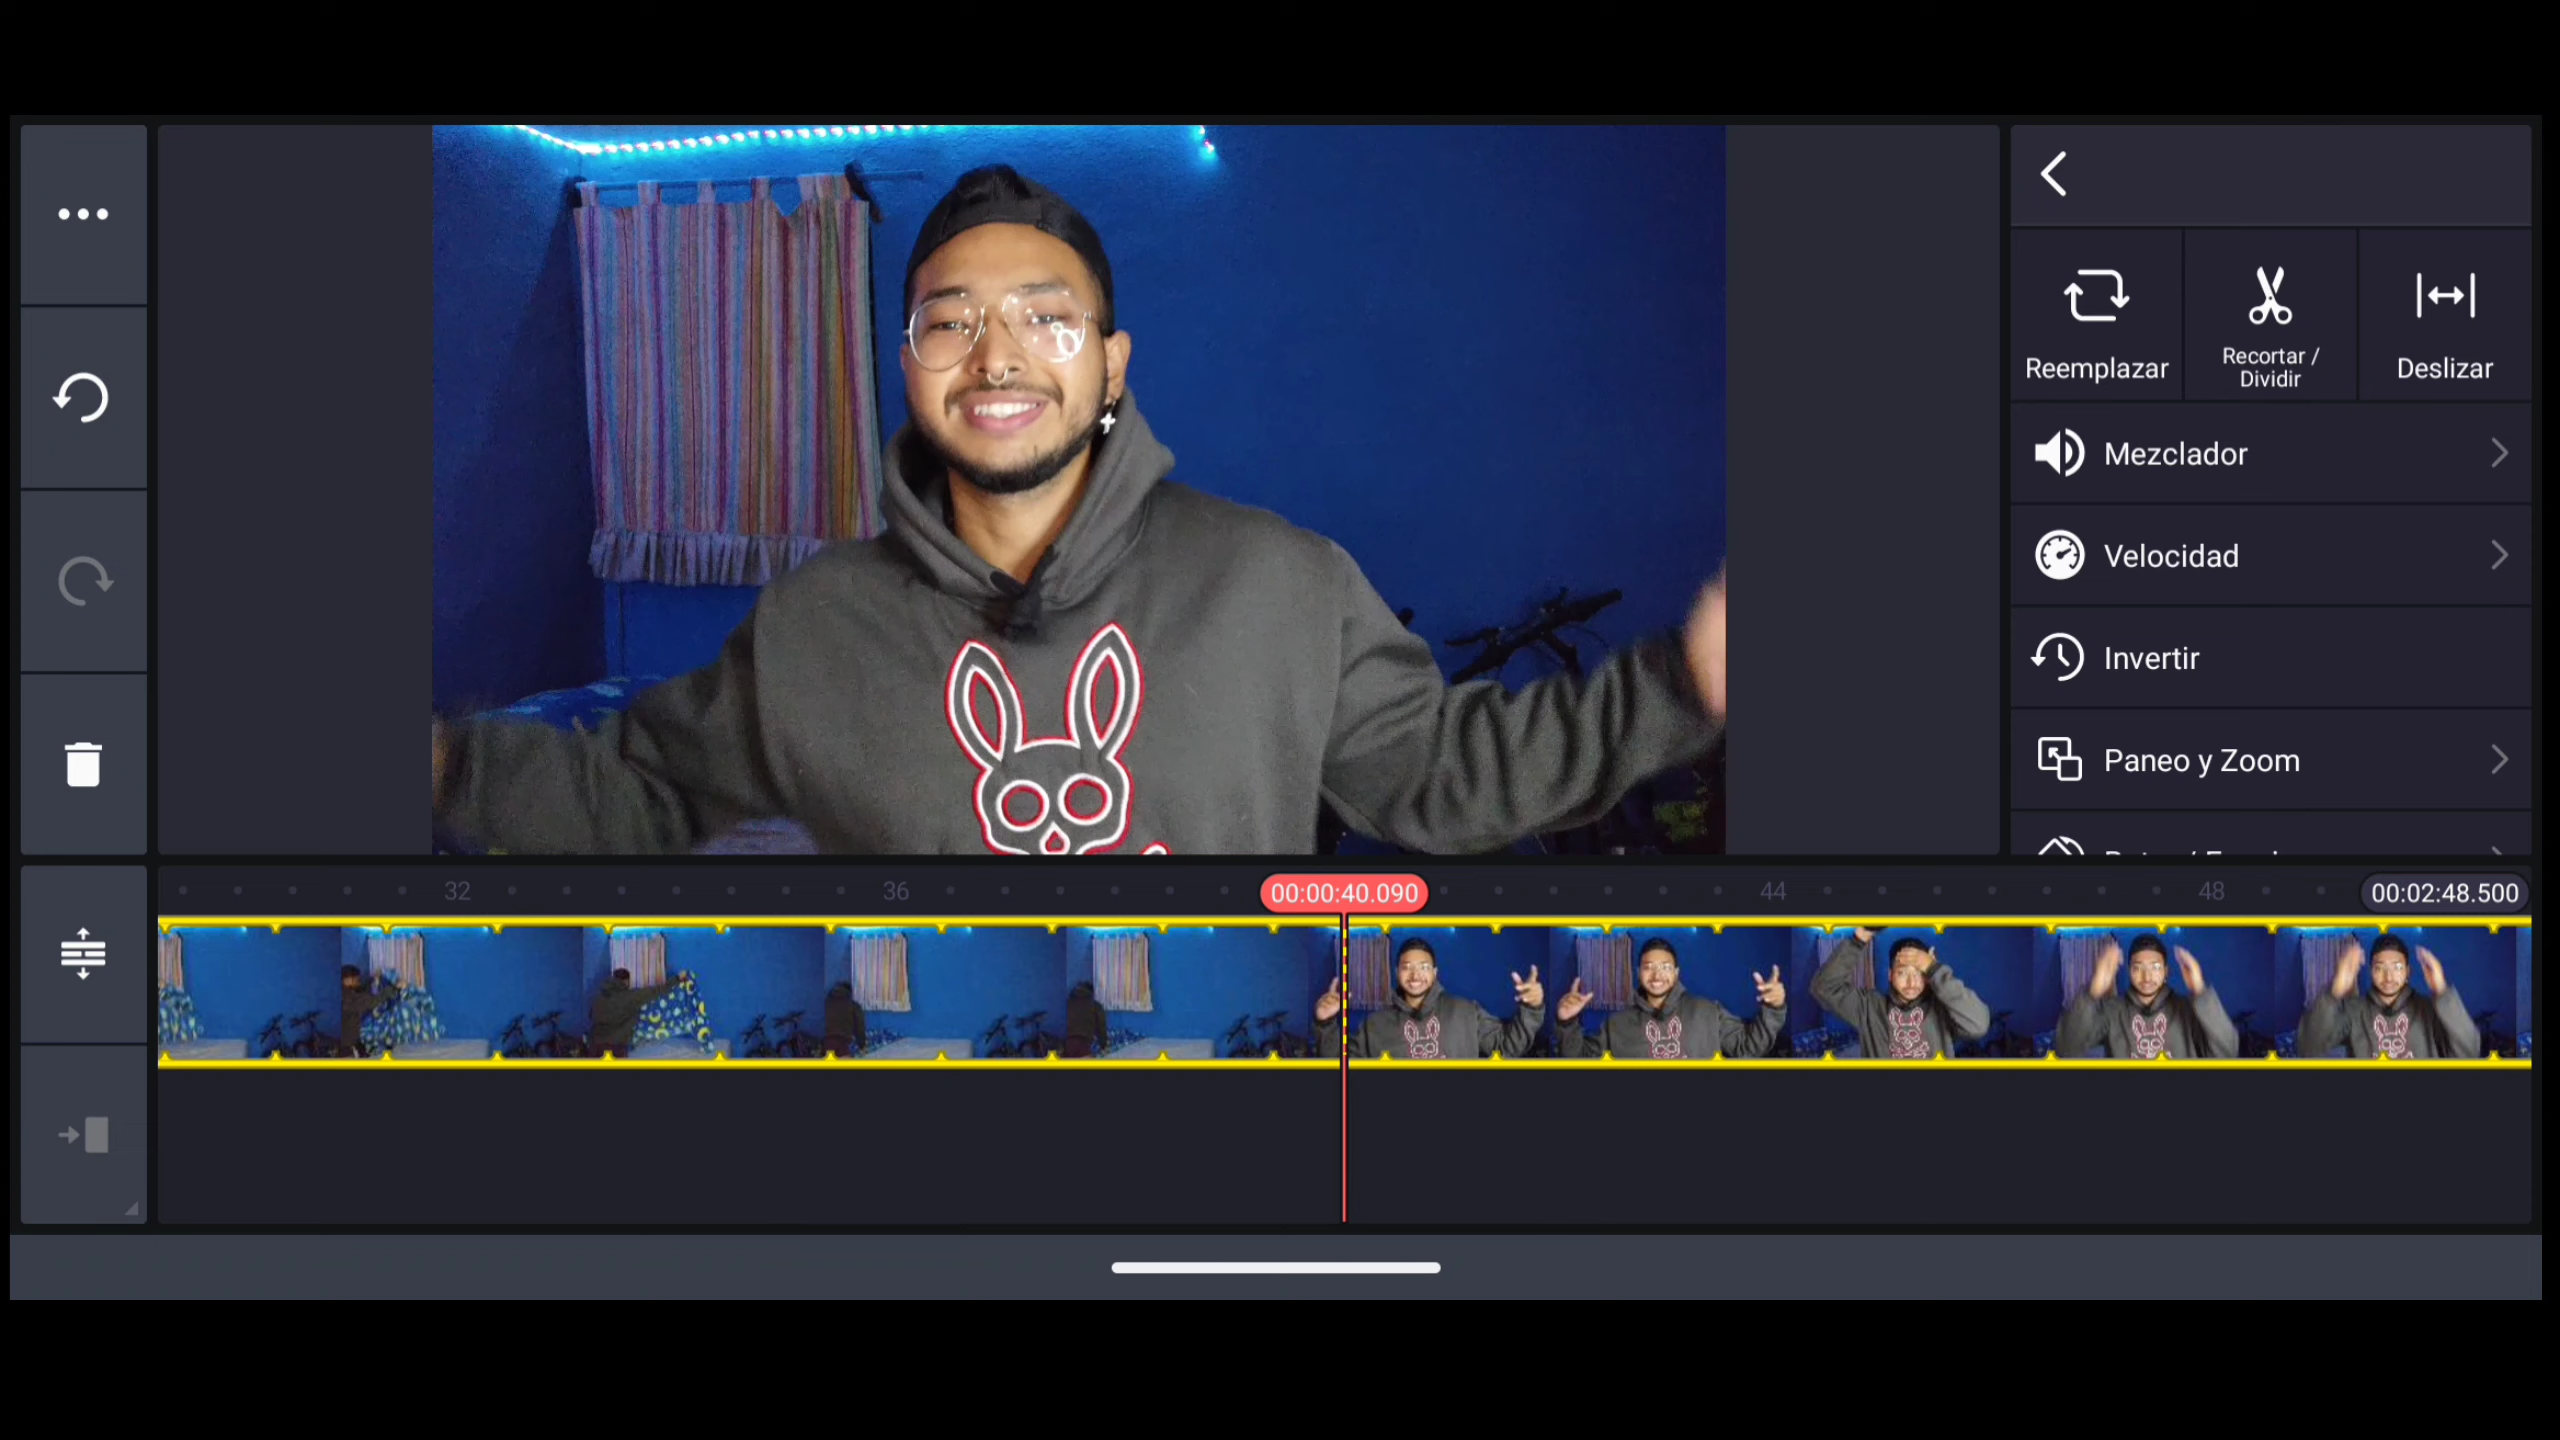 Reemplazar
Recortar /
Dividir
Deslizar
Mezclador
Velocidad
Invertir
Paneo y Zoom
32
36
00:00:40.090
44
48
00:02:48.500